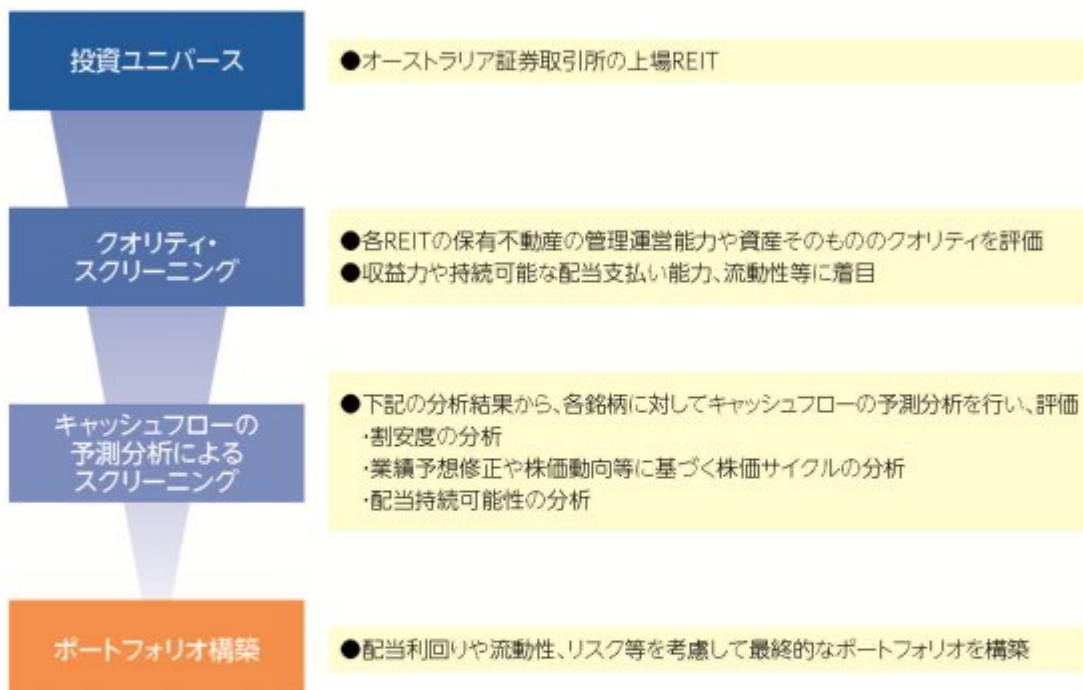 投資ユニバース
●オーストラリア証券取引所の上場REIT
クオリティ・
スクリーニング
●各REITの保有不動産の管理運営能力や資産そのもののクオリティを評価
●収益力や持続可能な配当支払い能力、流動性等に着目
キャッシュフローの
予測分析による
スクリーニング
●下記の分析結果から、各銘柄に対してキャッシュフローの予測分析を行い、評価
・割安度の分析
・業績予想修正や株価動向等に基づく株価サイクルの分析
・配当持続可能性の分析
ポートフォリオ構築
●配当利回りや流動性、リスク等を考慮して最終的なポートフォリオを構築